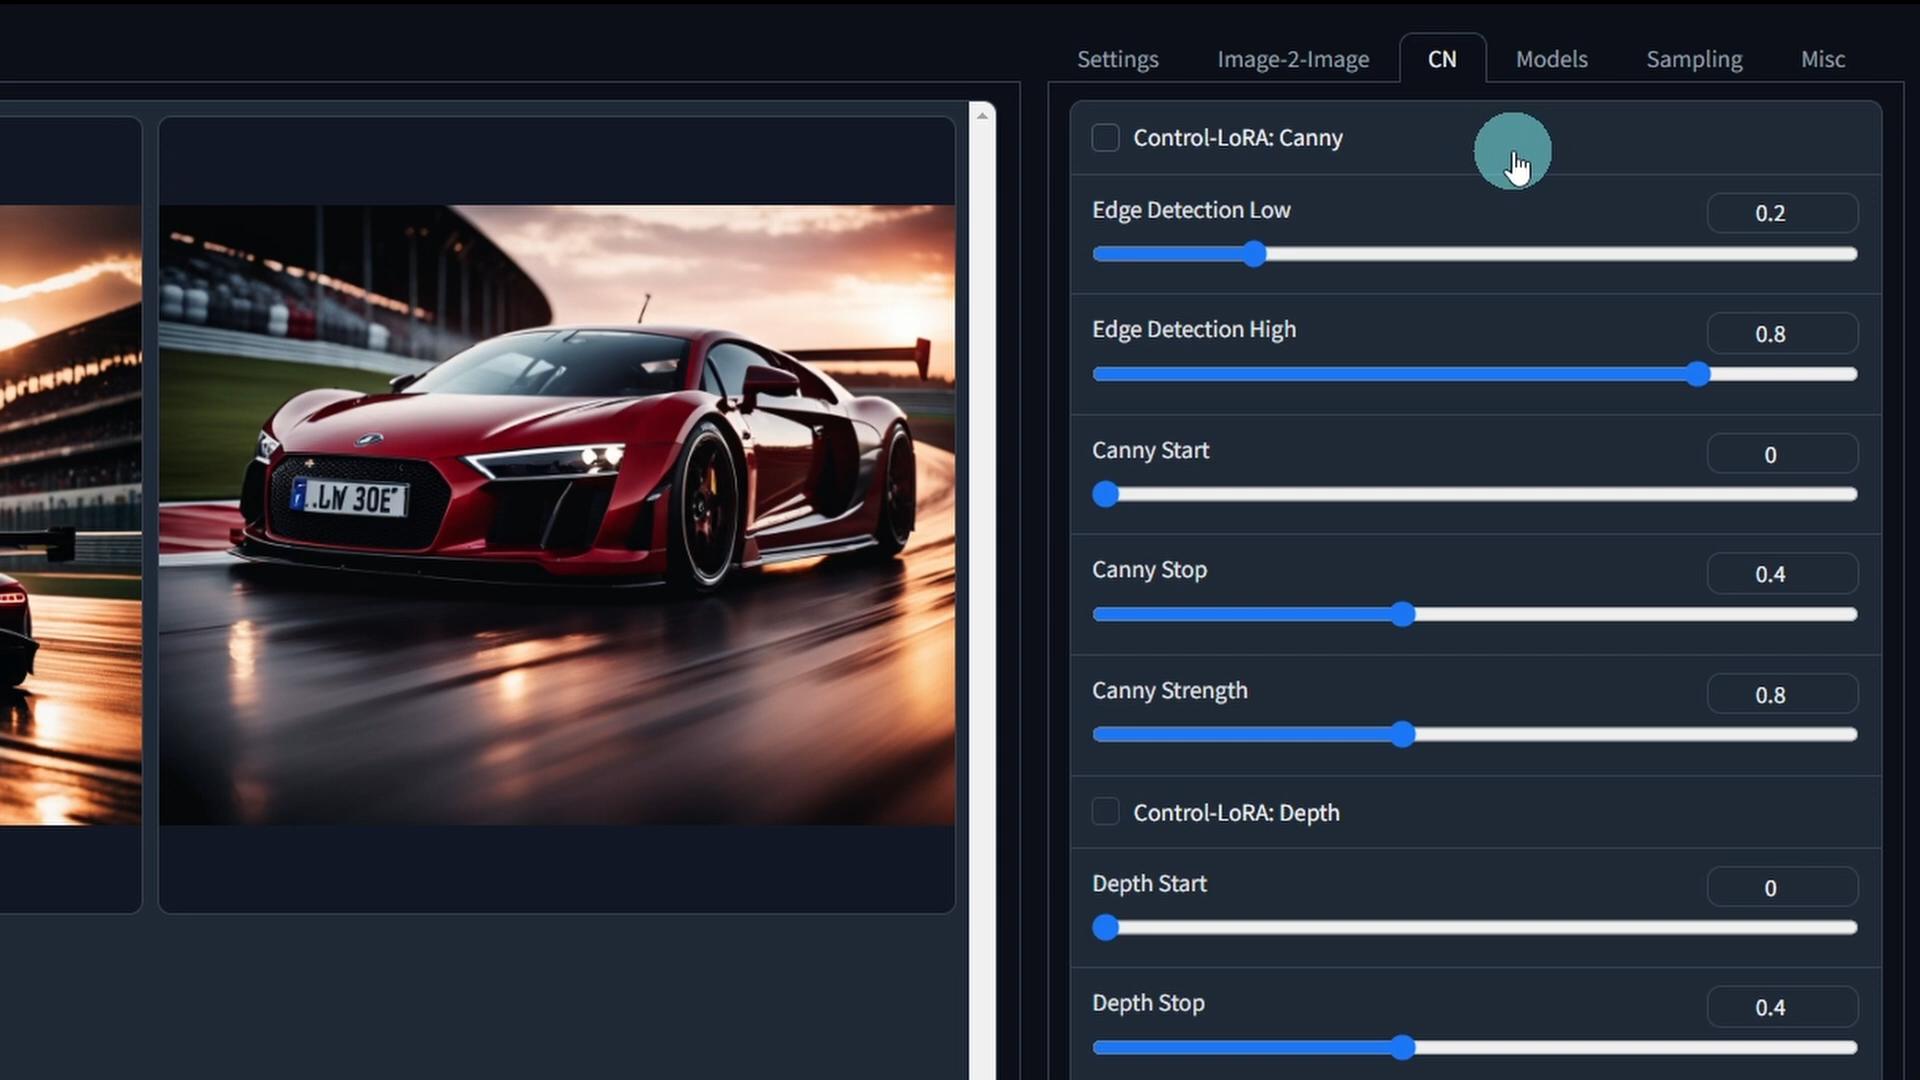 Settings Image-2-Image CN Models Sampling Misc
Control-LoRA: Canny
Edge Detection Low 0.2
Edge Detection High 0.8
Canny Start 0
Canny Stop 0.4
Canny Strength 0.8
Control-LoRA: Depth
Depth Start 0
Depth Stop 0.4
..LW 30E